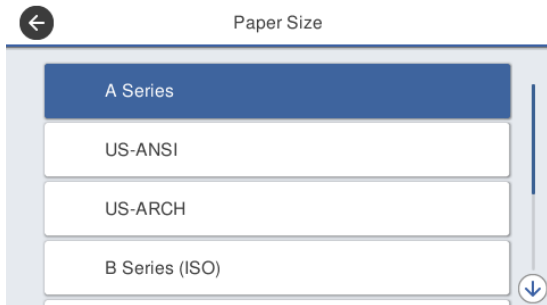 Paper Size
A Series
US-ANSI
US-ARCH
B Series (ISO)